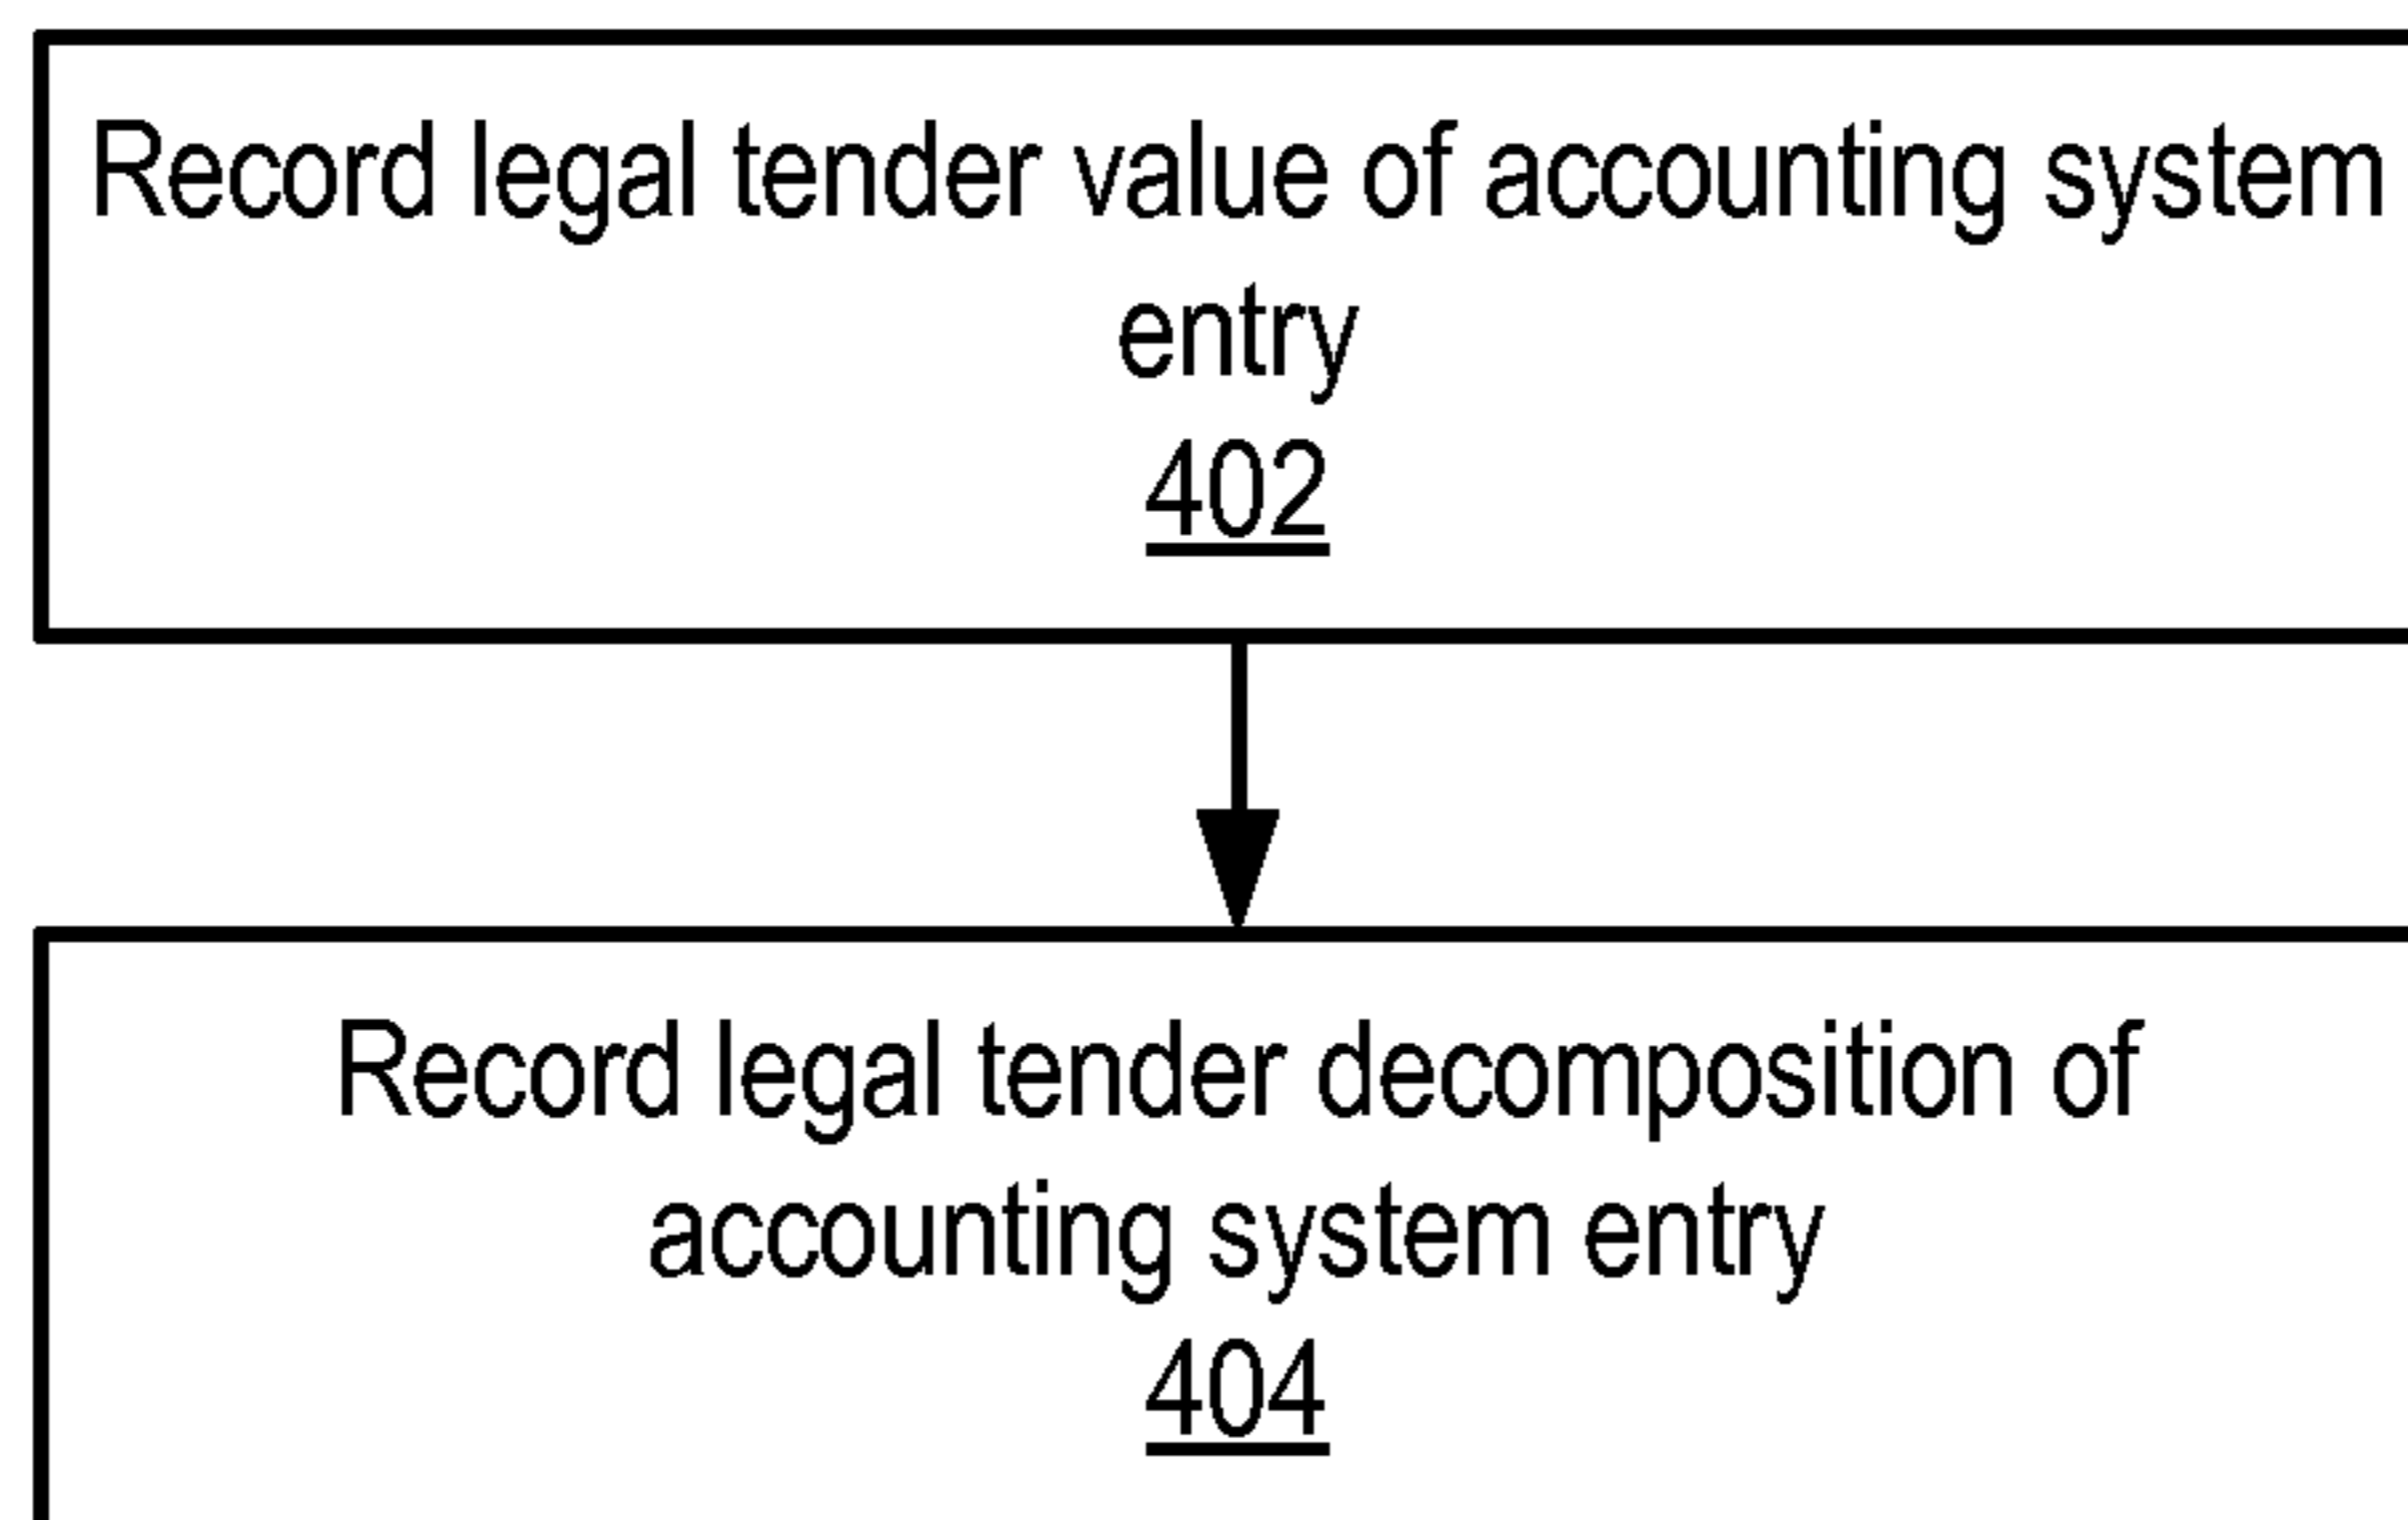 Record legal tender value of accounting system
entry
402
Record legal tender decomposition of
accounting system entry
404